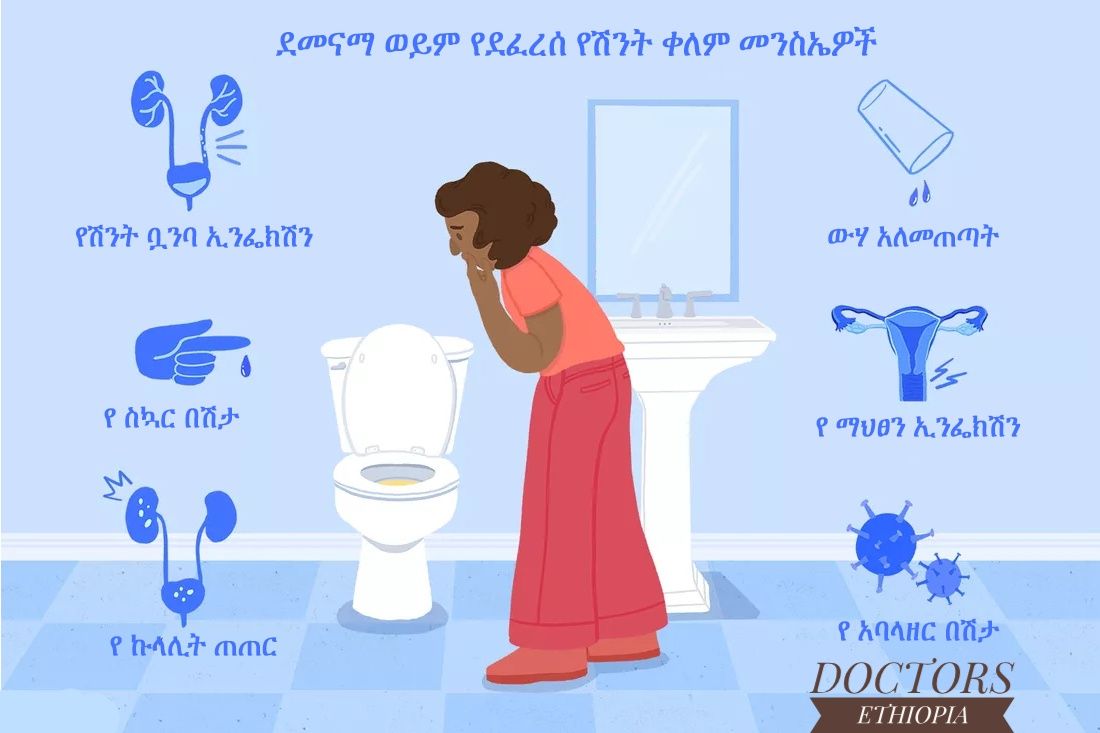 ደመናማ ወይም የደፈረሰ የሽንት ቀለም መንስኤዎች
የሽንት ቧንባ ኢንፌክሽን
ውሃ አለመጠጣት
የ ስኳር በሽታ
የ ማህፀን ኢንፌክሽን
የ ኩላሊት ጠጠር
የ አባላዘር በሽታ
DOCTORS
ETHIOPIA